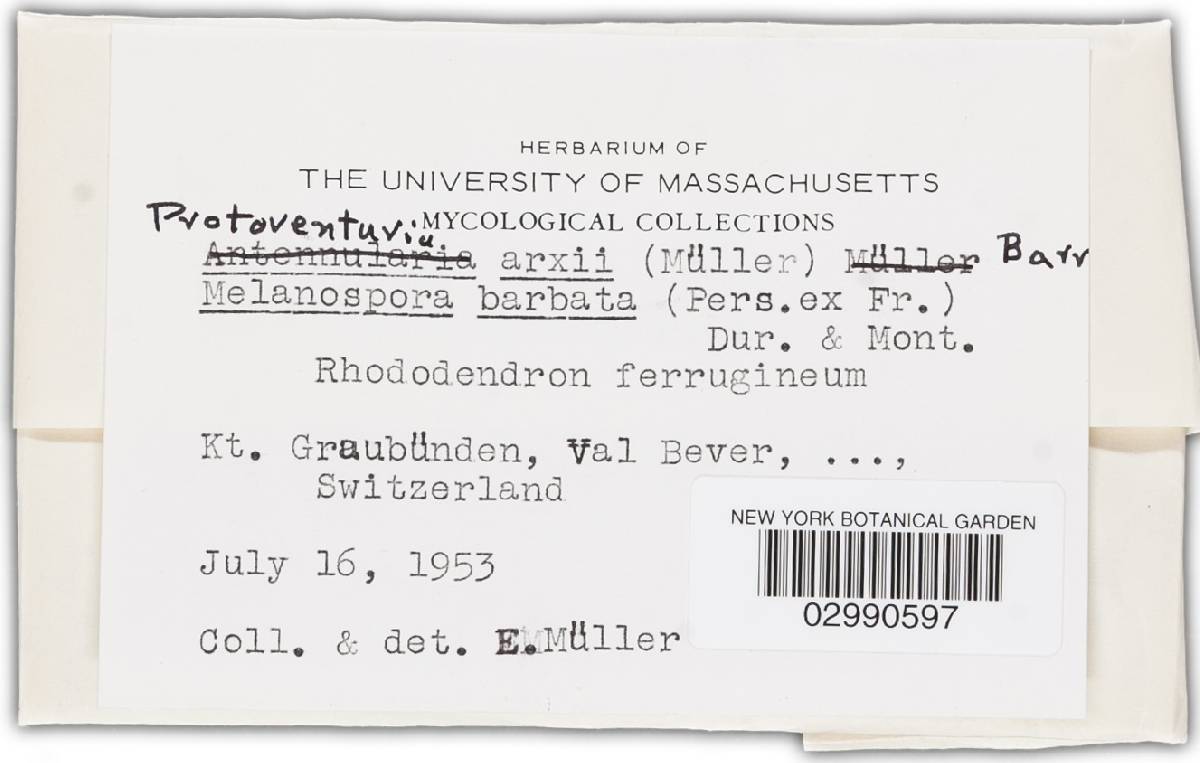 HERBARIUM OF
THE UNIVERSITY OF MASSACHUSETTS
MYCOLOGICAL COLLECTIONS
Protoventuria
Antennularia arxii (Müller) Müller Barr
Melanospora barbata (Pers.ex Fr.)
Dur. & Mont.
Rhododendron ferrugineum
Kt. Graubünden, Val Bever, ...,
Switzerland
July 16, 1953
Coll. & det. E.Müller
NEW YORK BOTANICAL GARDEN
02990597